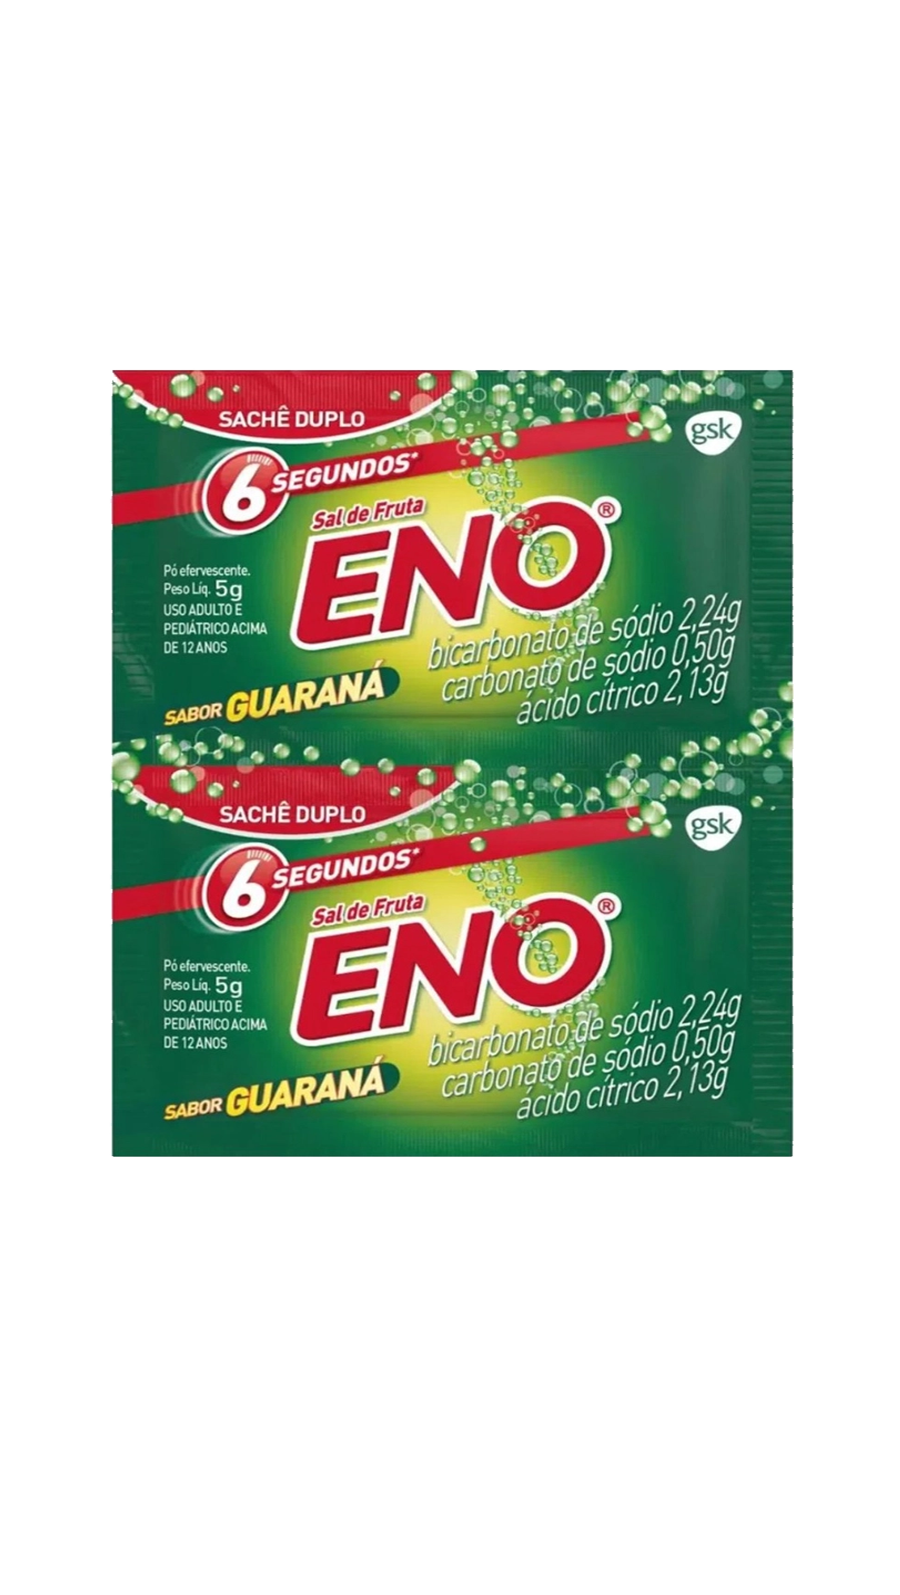 SACHÊ DUPLO
gsk
6 SEGUNDOS*
Sal de Fruta
ENO®
Pó efervescente.
Peso Líq. 5g
USO ADULTO E
PEDIÁTRICO ACIMA
DE 12 ANOS
bicarbonato de sódio 2,24g
carbonato de sódio 0,50g
ácido cítrico 2,13g
SABOR GUARANÁ
SACHÊ DUPLO
gsk
6 SEGUNDOS*
Sal de Fruta
ENO®
Pó efervescente.
Peso Líq. 5g
USO ADULTO E
PEDIÁTRICO ACIMA
DE 12 ANOS
bicarbonato de sódio 2,24g
carbonato de sódio 0,50g
ácido cítrico 2,13g
SABOR GUARANÁ